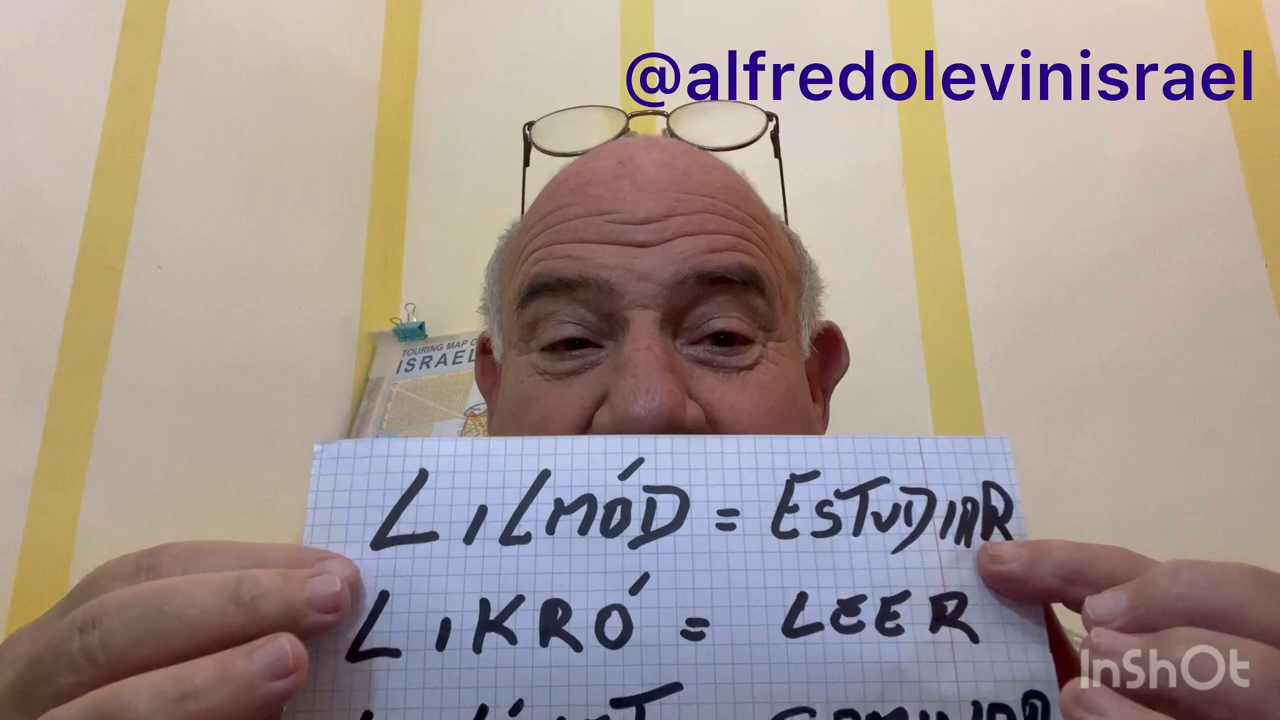 @alfredolevinisrael
TOURING MAP
ISRAEL
LILMÓD = ESTUDIAR
LIKRÓ = LEER
InShOt